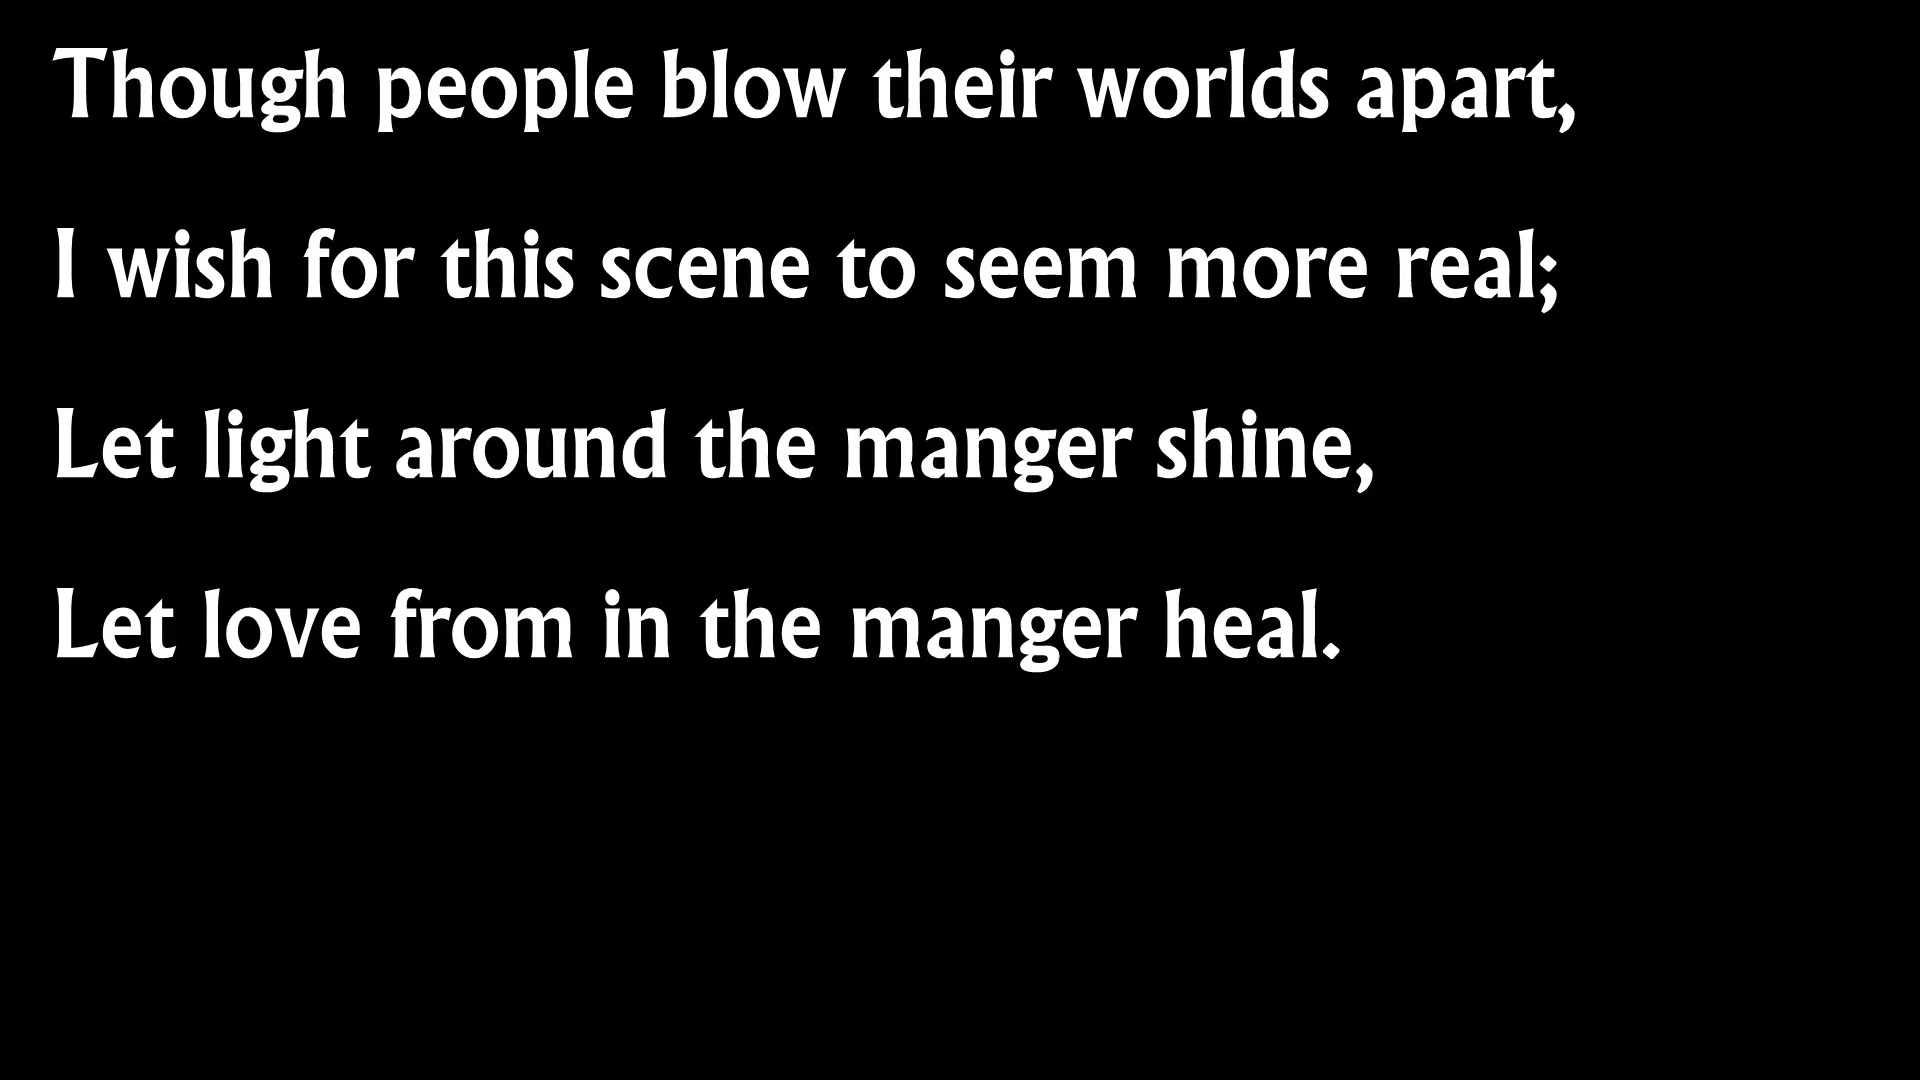 Though people blow their worlds apart,
I wish for this scene to seem more real;
Let light around the manger shine,
Let love from in the manger heal.